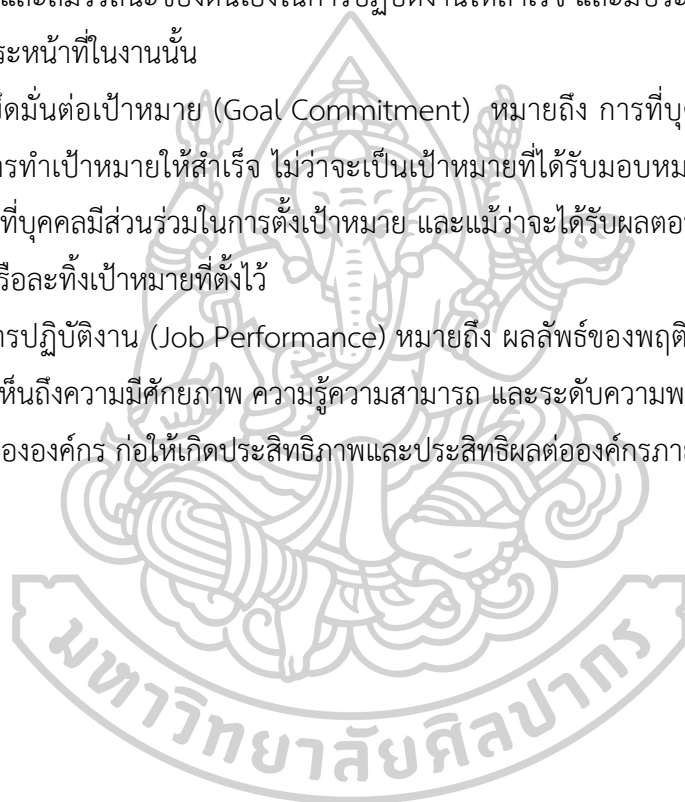 และสมรรถนะของตนเองในการปฏิบัติงานให้สำเร็จ และมีประ
ระหน้าที่ในงานนั้น
ยึดมั่นต่อเป้าหมาย (Goal Commitment) หมายถึง การที่บุค
การทำเป้าหมายให้สำเร็จ ไม่ว่าจะเป็นเป้าหมายที่ได้รับมอบหมา
ที่บุคคลมีส่วนร่วมในการตั้งเป้าหมาย และแม้ว่าจะได้รับผลตอ
รือละทิ้งเป้าหมายที่ตั้งไว้
ารปฏิบัติงาน (Job Performance) หมายถึง ผลลัพธ์ของพฤติ
ห็นถึงความมีศักยภาพ ความรู้ความสามารถ และระดับความพ
ององค์กร ก่อให้เกิดประสิทธิภาพและประสิทธิผลต่อองค์กรภา
มหาวิทยาลัยศิลปากร